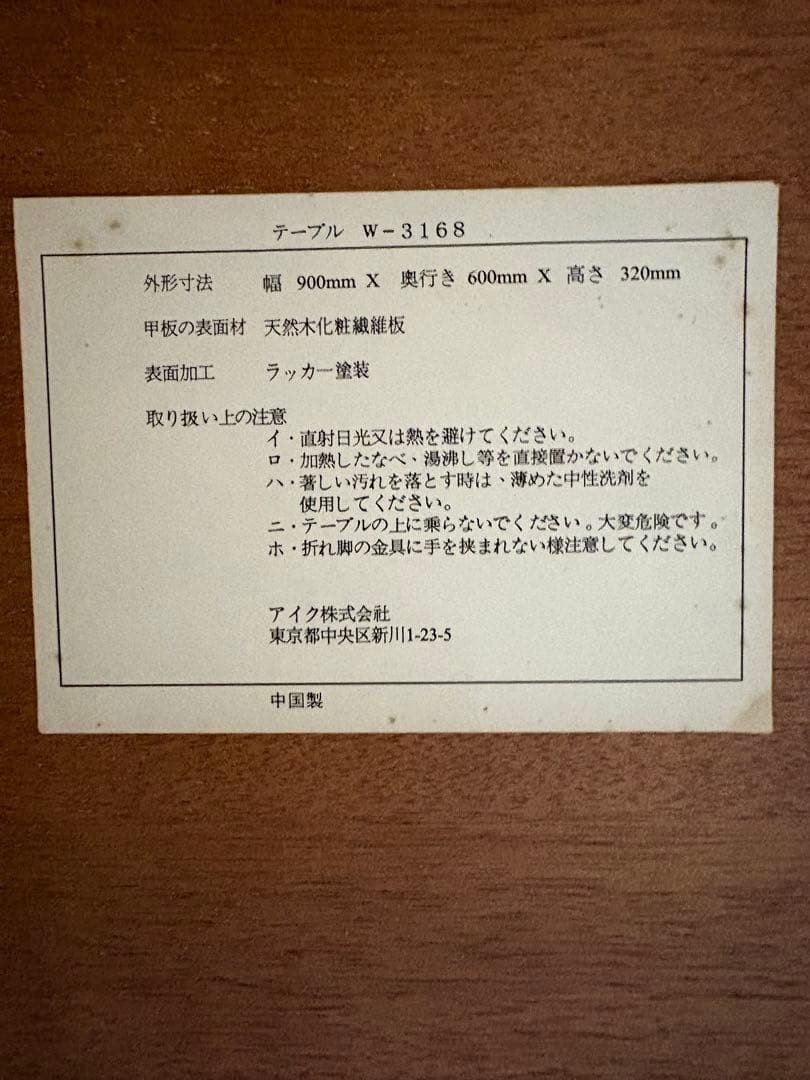 テーブル W-3168
外形寸法 幅 900mm X 奥行き 600mm X 高さ 320mm
甲板の表面材 天然木化粧繊維板
表面加工 ラッカー塗装
取り扱い上の注意
イ・直射日光又は熱を避けてください。
ロ・加熱したなべ、湯沸し等を直接置かないでください。
ハ・著しい汚れを落とす時は、薄めた中性洗剤を
使用してください。
ニ・テーブルの上に乗らないでください。大変危険です。
ホ・折れ脚の金具に手を挟まれない様注意してください。
アイク株式会社
東京都中央区新川1-23-5
中国製